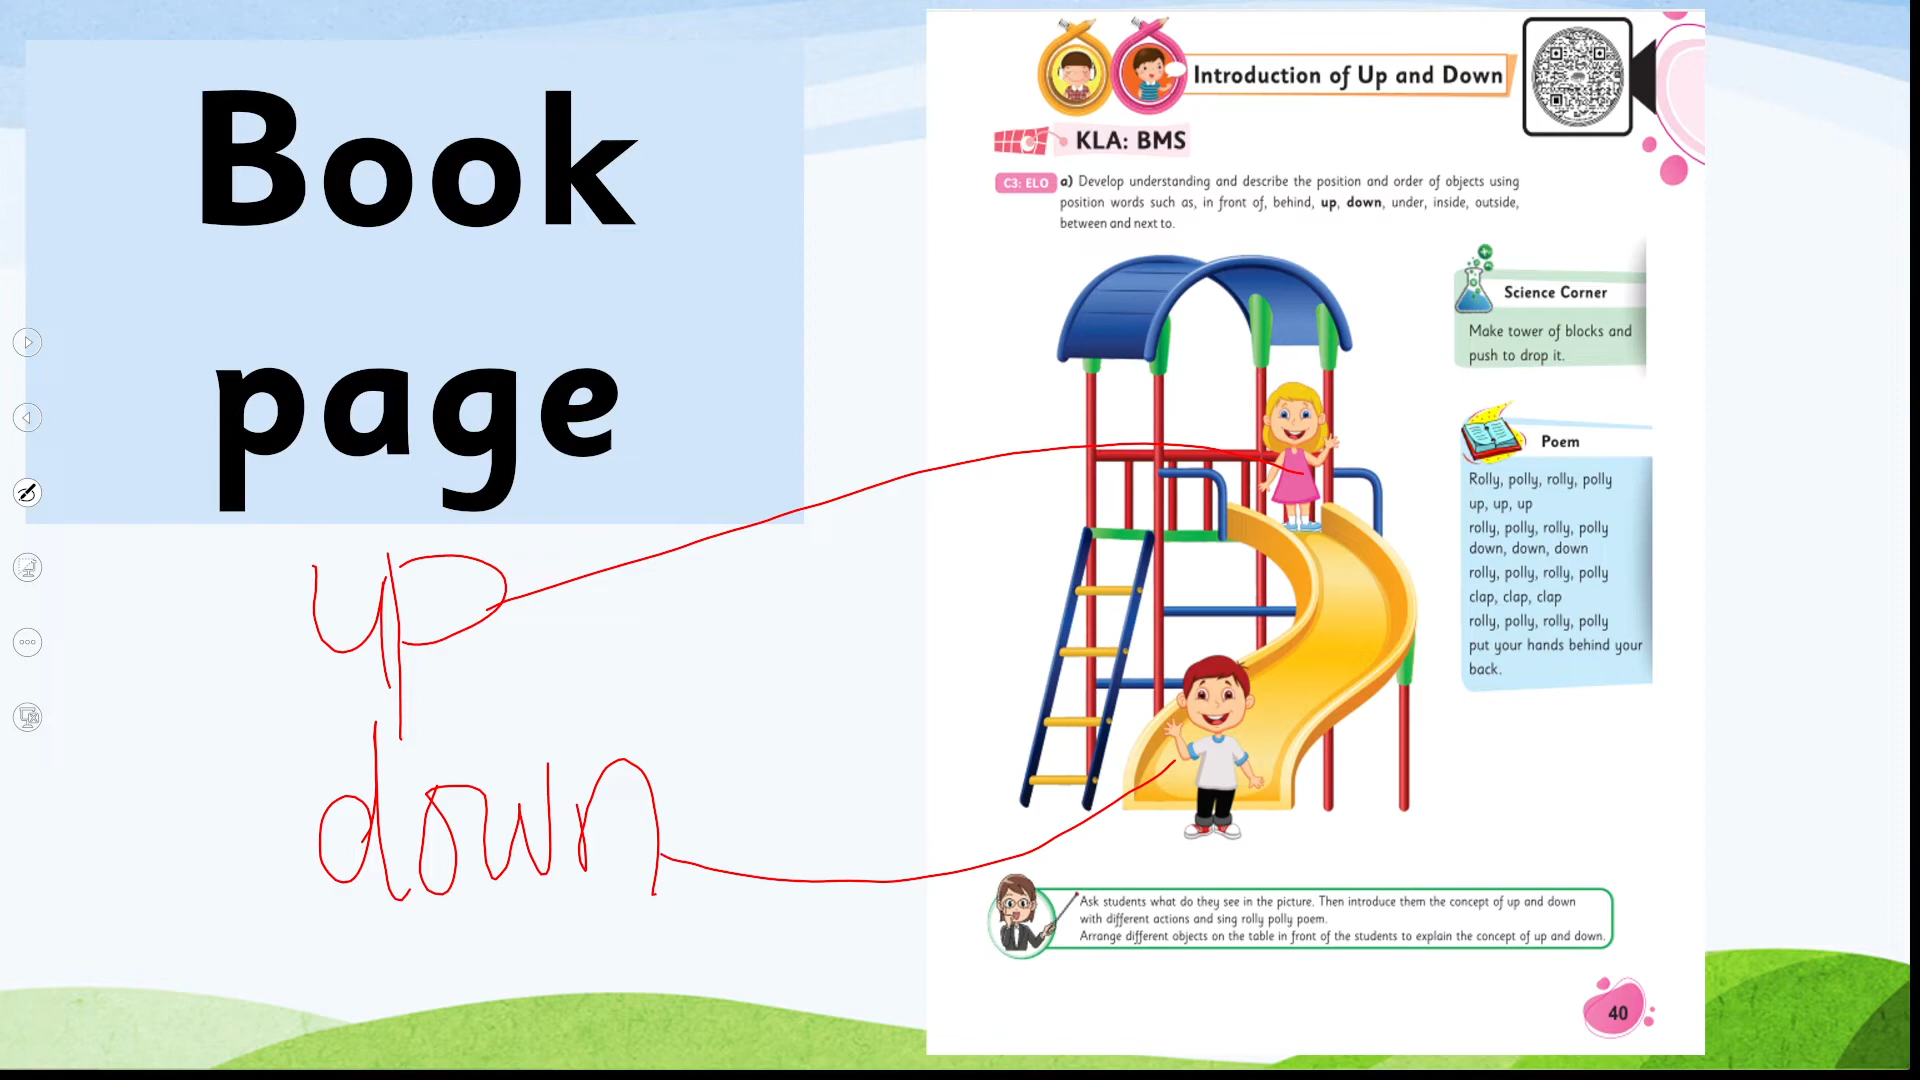 Book
page
up
down
Introduction of Up and Down
KLA: BMS
C3: ELO a) Develop understanding and describe the position and order of objects using
position words such as, in front of, behind, up, down, under, inside, outside,
between and next to.
Science Corner
Make tower of blocks and
push to drop it.
Poem
Rolly, polly, rolly, polly
up, up, up
rolly, polly, rolly, polly
down, down, down
rolly, polly, rolly, polly
clap, clap, clap
rolly, polly, rolly, polly
put your hands behind your
back.
Ask students what do they see in the picture. Then introduce them the concept of up and down
with different actions and sing rolly polly poem.
Arrange different objects on the table in front of the students to explain the concept of up and down.
40